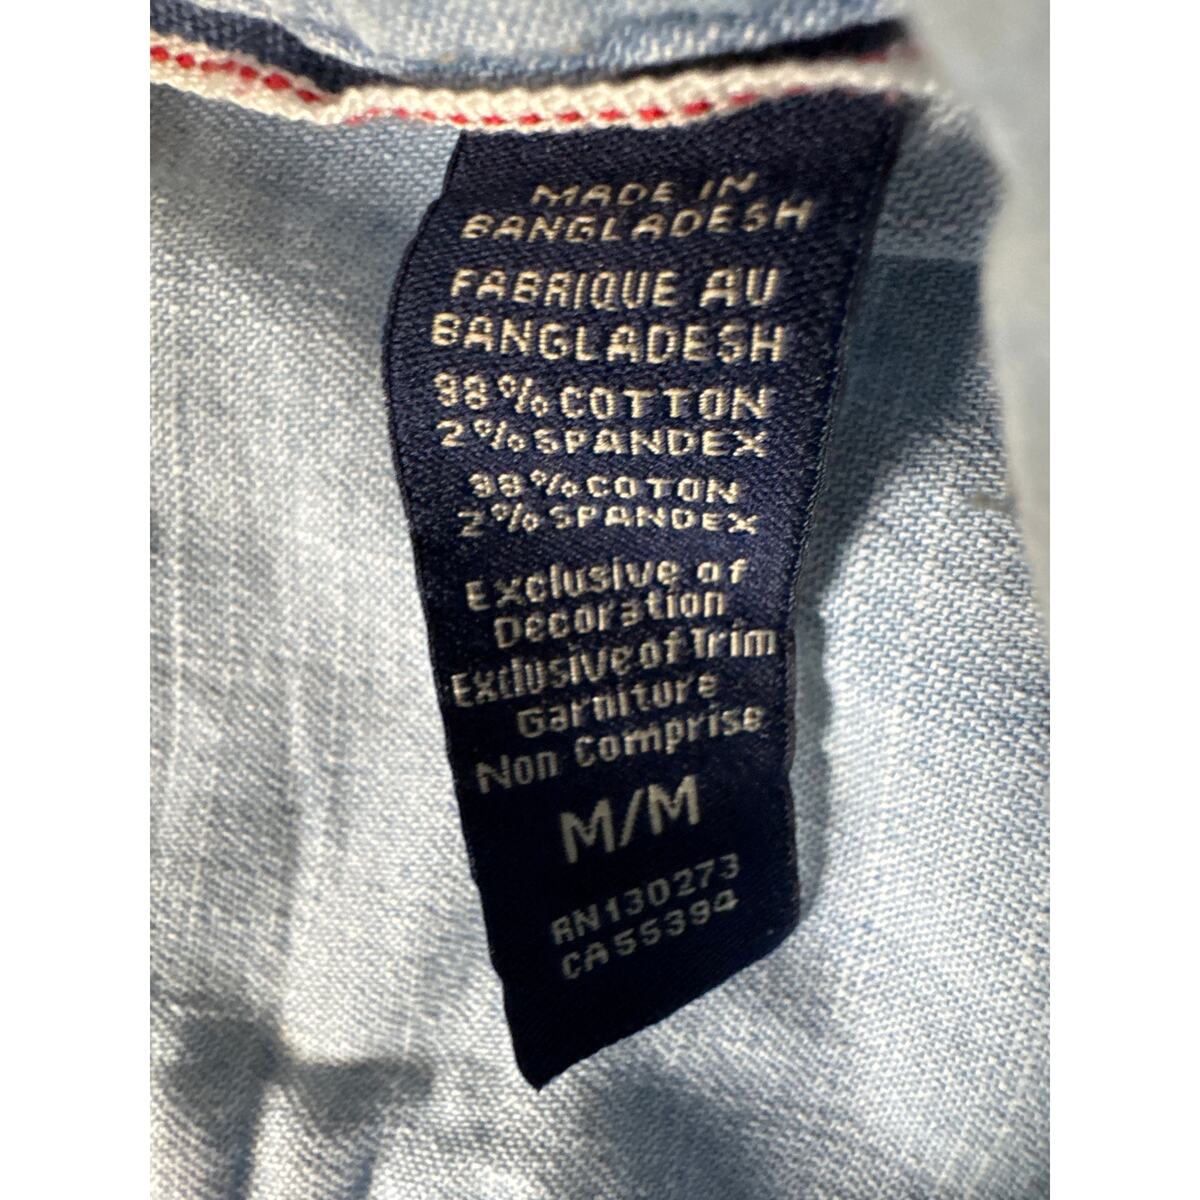 MADE IN
BANGLADESH
FABRIQUE AU
BANGLADESH
98% COTTON
2% SPANDEX
98% COTON
2% SPANDEX
Exclusive of
Decoration
Exclusive of Trim
Garniture
Non Comprise
M/M
RN130273
CA55394